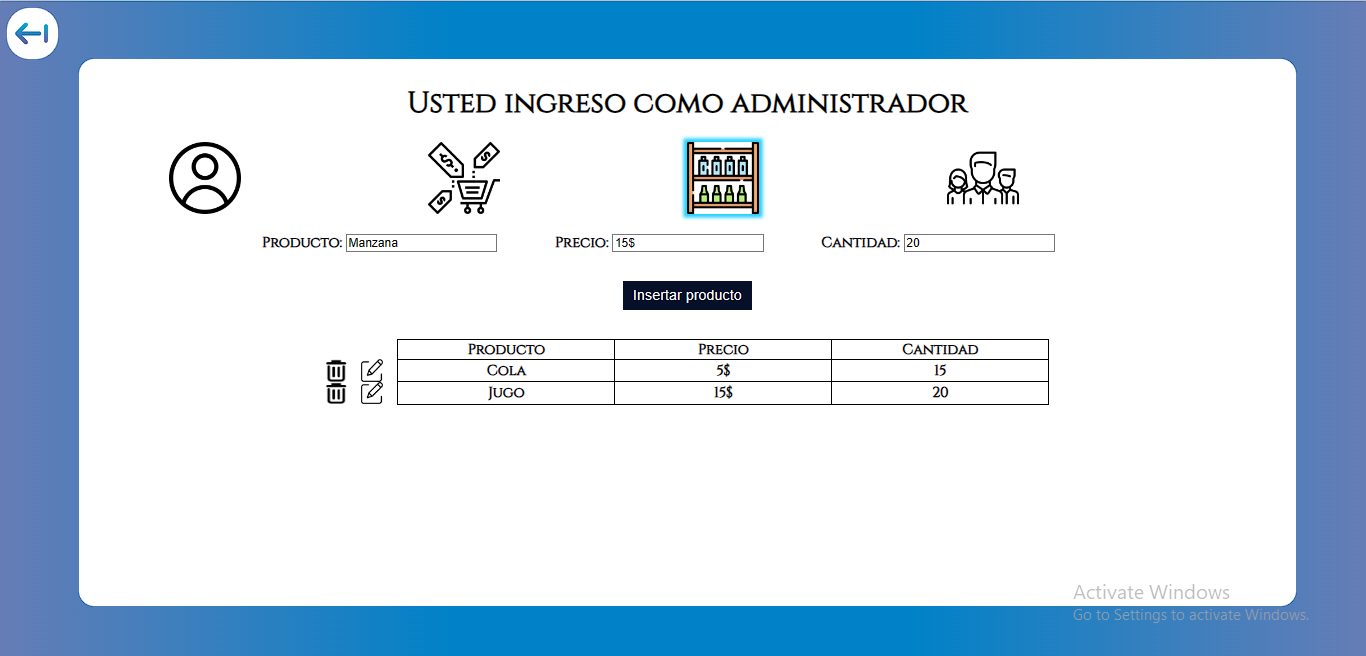 Usted ingreso como administrador
Producto: Manzana Precio: 15$ Cantidad: 20
Insertar producto
Producto Precio Cantidad
Cola 5$ 15
Jugo 15$ 20
Activate Windows
Go to Settings to activate Windows.